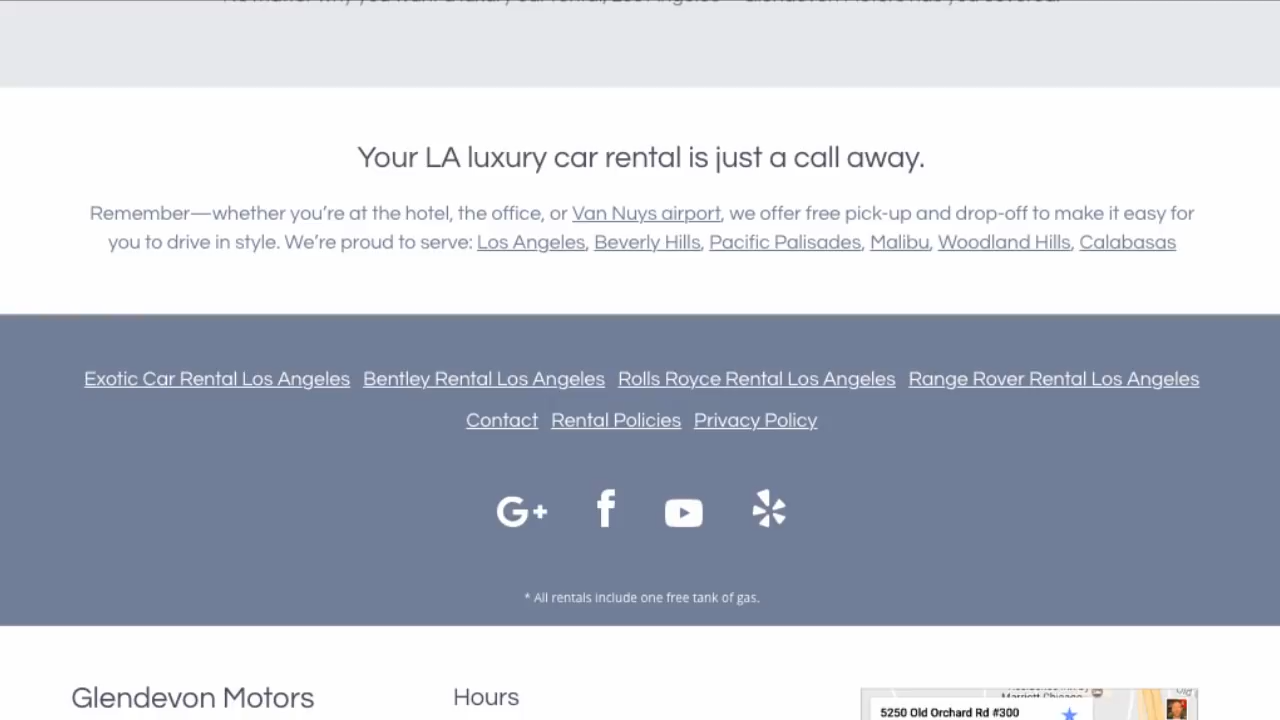 Your LA luxury car rental is just a call away.
Remember—whether you’re at the hotel, the office, or Van Nuys airport, we offer free pick-up and drop-off to make it easy for
you to drive in style. We’re proud to serve: Los Angeles, Beverly Hills, Pacific Palisades, Malibu, Woodland Hills, Calabasas
Exotic Car Rental Los Angeles Bentley Rental Los Angeles Rolls Royce Rental Los Angeles Range Rover Rental Los Angeles
Contact Rental Policies Privacy Policy
G+ f
* All rentals include one free tank of gas.
Glendevon Motors
Hours
Marriott Chicago
5250 Old Orchard Rd #300